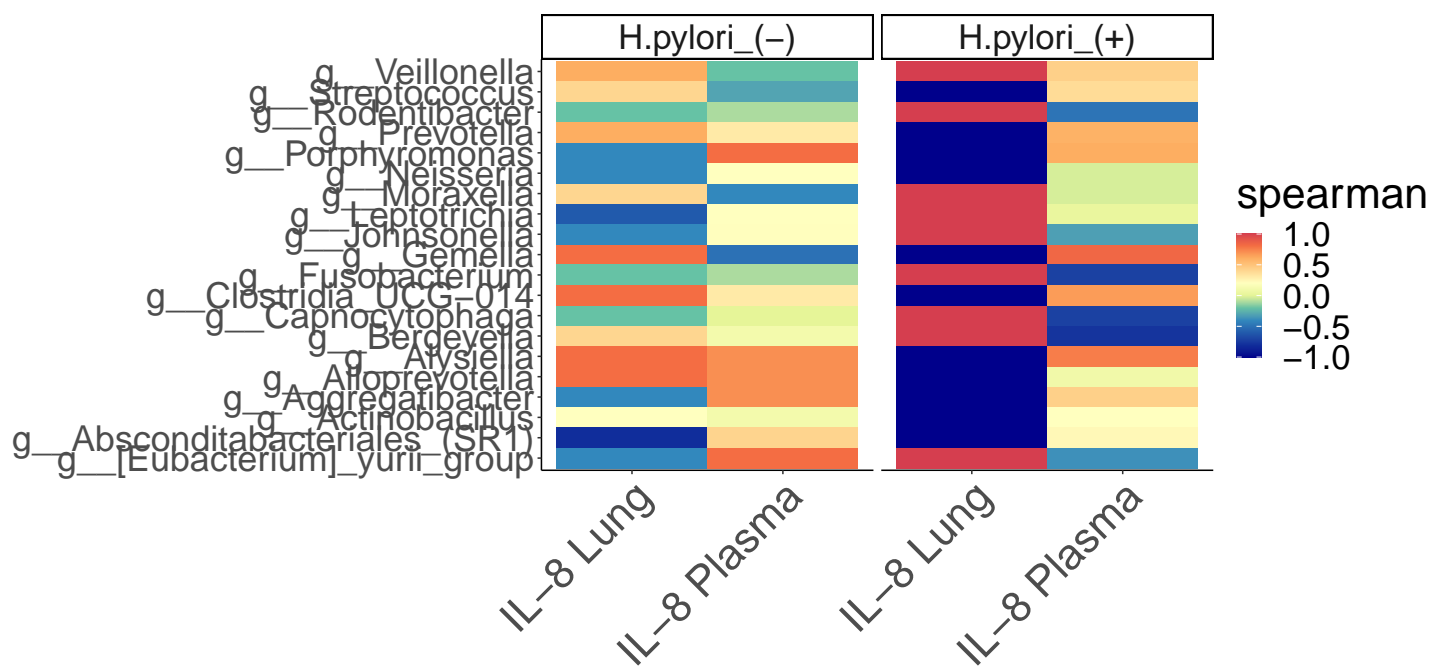 H.pylori_(−)
H.pylori_(+)
g__Veillonella
g__Streptococcus
g__Rodentibacter
g__Prevotella
g__Porphyromonas
g__Neisseria
g__Moraxella
g__Leptotrichia
g__Johnsonella
g__Gemella
g__Fusobacterium
g__Clostridia_UCG−014
g__Capnocytophaga
g__Bergeyella
g__Alysiella
g__Alloprevotella
g__Aggregatibacter
g__Actinobacillus
g__Absconditabacteriales_(SR1)
g__[Eubacterium]_yurii_group
IL−8 Lung
IL−8 Plasma
IL−8 Lung
IL−8 Plasma
spearman
1.0
0.5
0.0
−0.5
−1.0